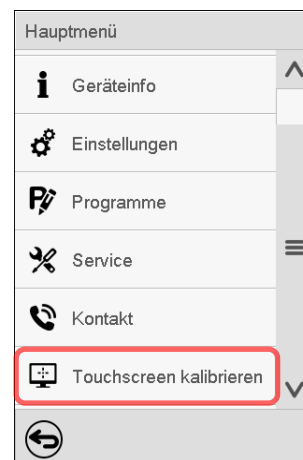 Hauptmenü
Geräteinfo
Einstellungen
Programme
Service
Kontakt
Touchscreen kalibrieren